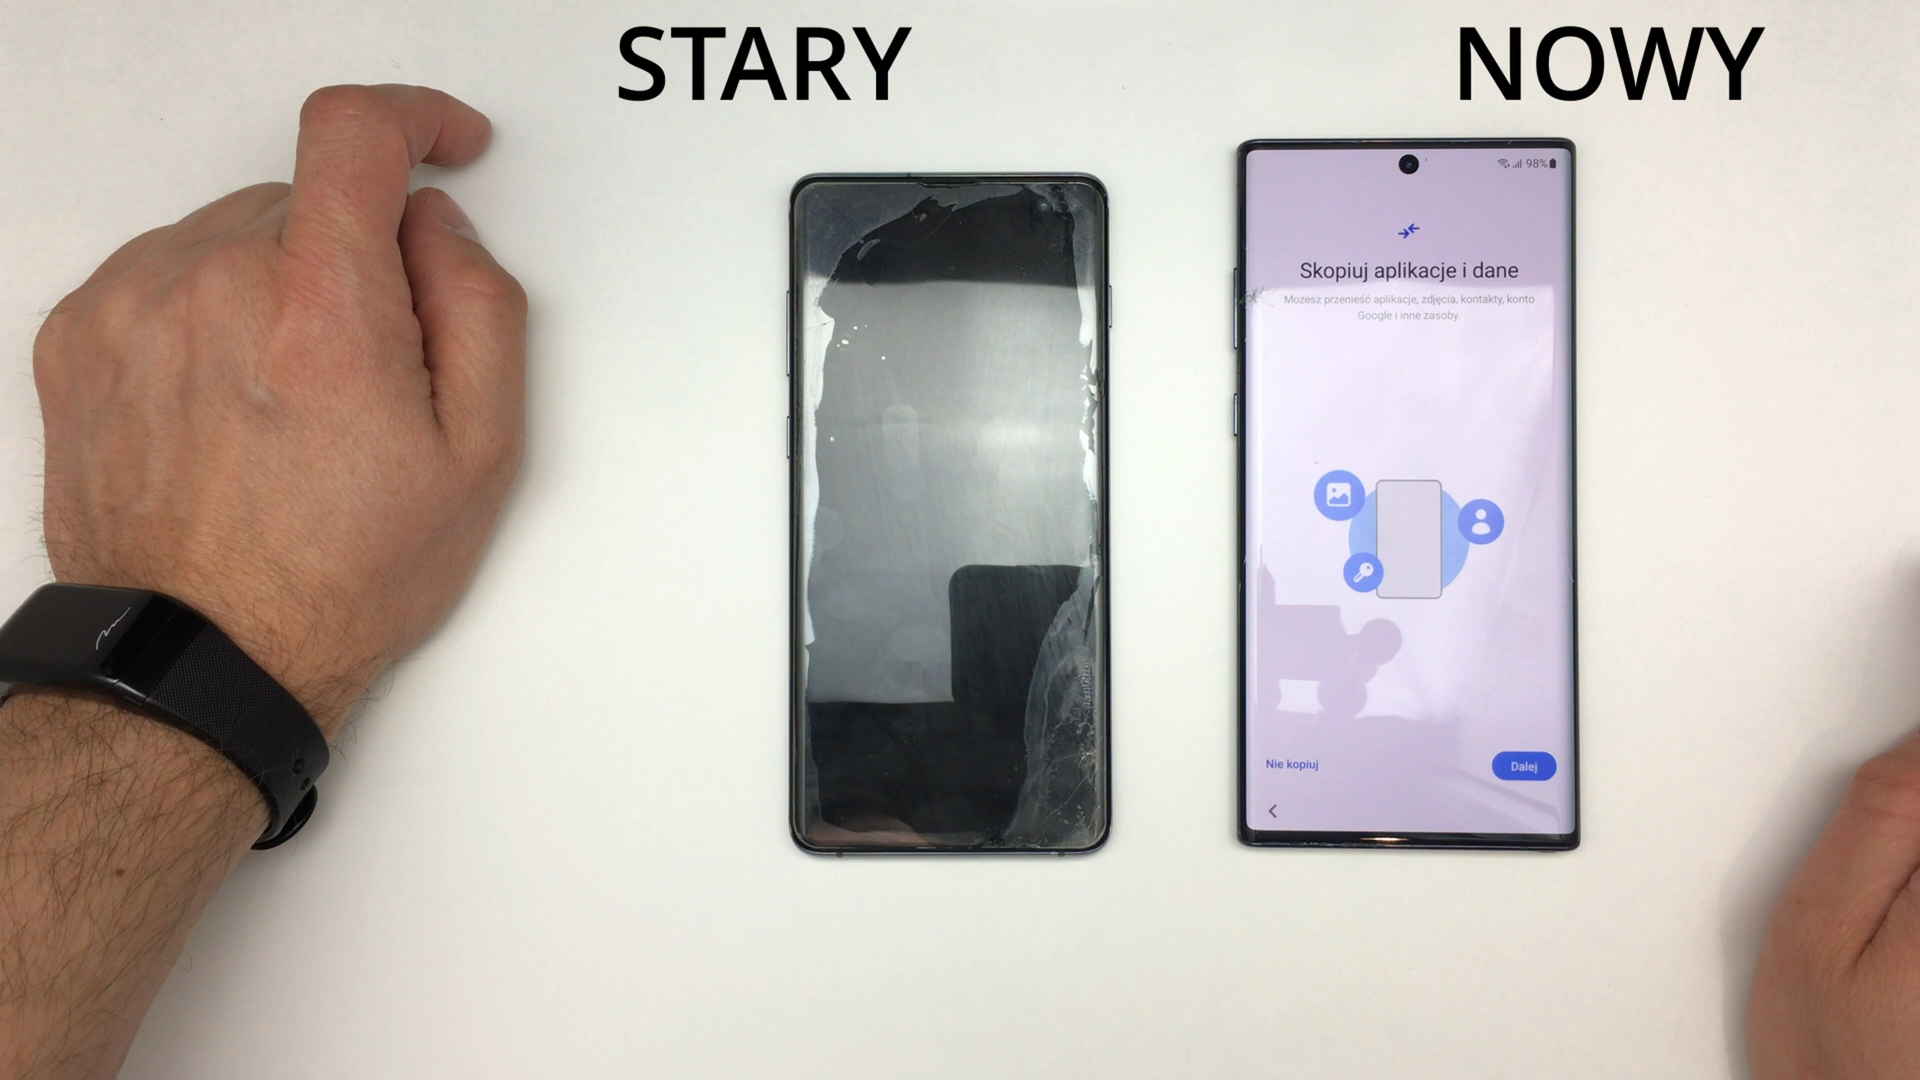 STARY
NOWY
98%
Skopiuj aplikacje i dane
Możesz przenieść aplikacje, zdjęcia, kontakty, konto
Google i inne zasoby.
Nie kopiuj
Dalej